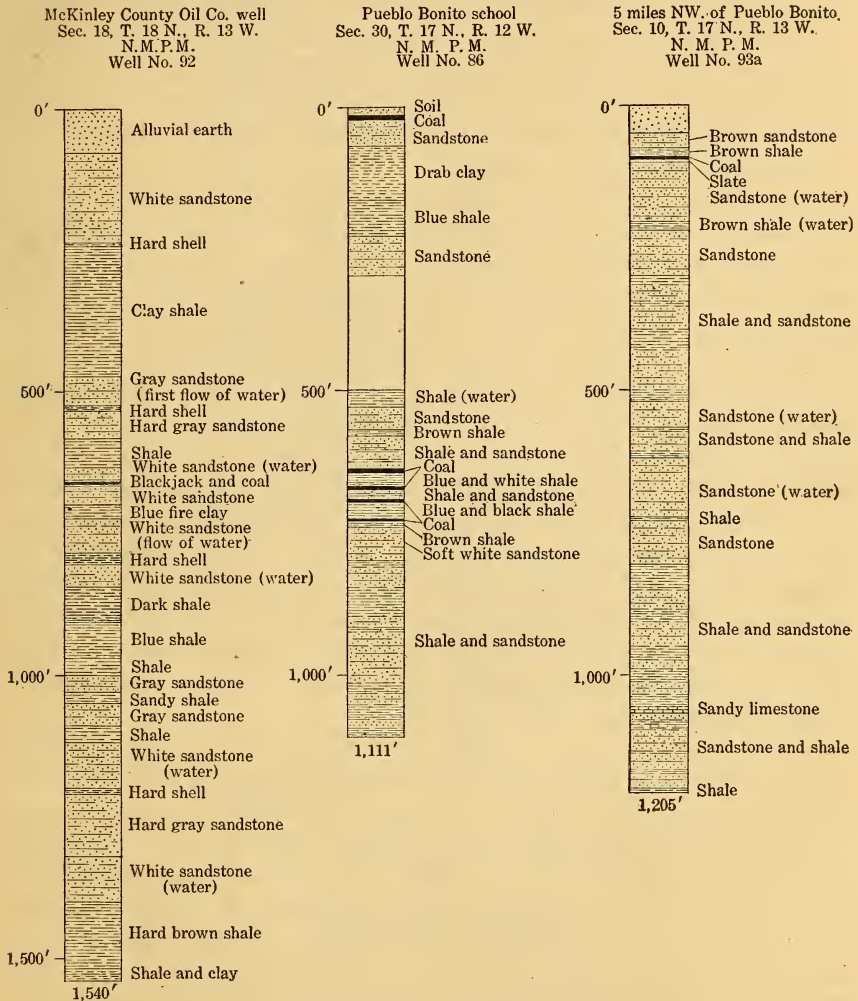 McKinley County Oil Co. well
Sec. 18, T. 18 N., R. 13 W.
N.M.P.M.
Well No. 92
0′
Alluvial earth
White sandstone
Hard shell
Clay shale
Gray sandstone
(first flow of water)
500′
Hard shell
Hard gray sandstone
Shale
White sandstone (water)
Blackjack and coal
White sandstone
Blue fire clay
White sandstone
(flow of water)
Hard shell
White sandstone (water)
Dark shale
Blue shale
Shale
1,000′
Gray sandstone
Sandy shale
Gray sandstone
Shale
White sandstone
(water)
Hard shell
Hard gray sandstone
White sandstone
(water)
Hard brown shale
1,500′
Shale and clay
1,540′
Pueblo Bonito school
Sec. 30, T. 17 N., R. 12 W.
N. M. P. M.
Well No. 86
0′
Soil
Coal
Sandstone
Drab clay
Blue shale
Sandstone
500′
Shale (water)
Sandstone
Brown shale
Shale and sandstone
Coal
Blue and white shale
Shale and sandstone
Blue and black shale
Coal
Brown shale
Soft white sandstone
Shale and sandstone
1,000′
1,111′
5 miles NW. of Pueblo Bonito
Sec. 10, T. 17 N., R. 13 W.
N. M. P. M.
Well No. 93a
0′
Brown sandstone
Brown shale
Coal
Slate
Sandstone (water)
Brown shale (water)
Sandstone
Shale and sandstone
500′
Sandstone (water)
Sandstone and shale
Sandstone (water)
Shale
Sandstone
Shale and sandstone
1,000′
Sandy limestone
Sandstone and shale
Shale
1,205′